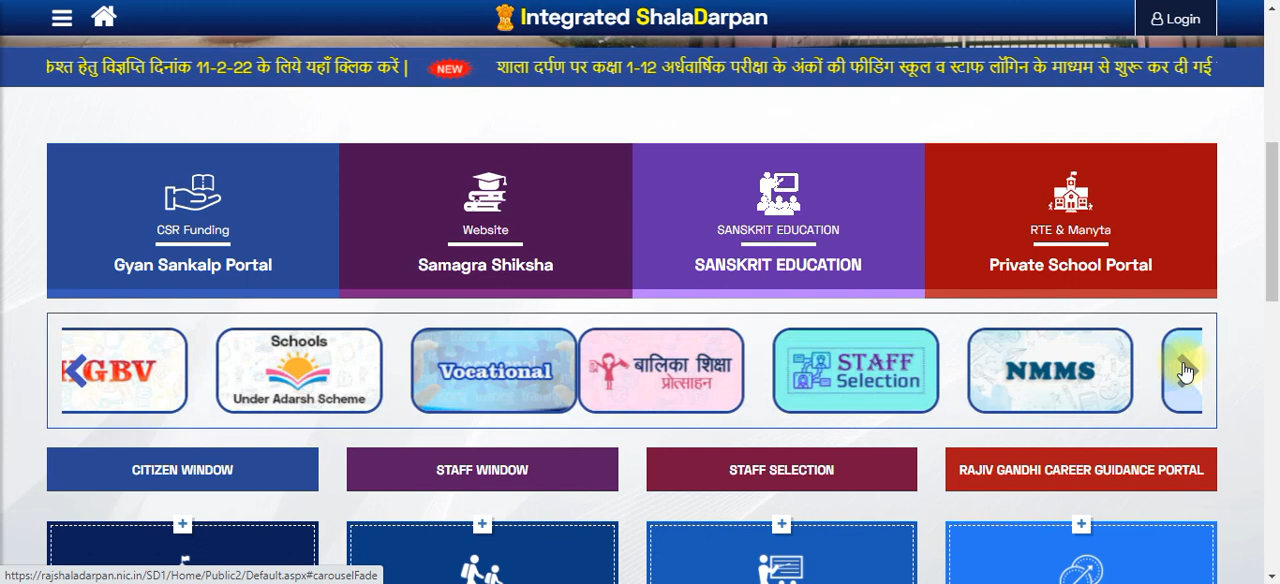 Integrated ShalaDarpan
Login
केश्त हेतु विज्ञप्ति दिनांक 11-2-22 के लिये यहाँ क्लिक करें | NEW शाला दर्पण पर कक्षा 1-12 अर्धवार्षिक परीक्षा के अंकों की फीडिंग स्कूल व स्टाफ लॉगिन के माध्यम से शुरू कर दी गई
CSR Funding
Gyan Sankalp Portal
Website
Samagra Shiksha
SANSKRIT EDUCATION
SANSKRIT EDUCATION
RTE & Manyta
Private School Portal
KGBV
Schools
Under Adarsh Scheme
Vocational
बालिका शिक्षा
प्रोत्साहन
STAFF
Selection
NMMS
CITIZEN WINDOW
STAFF WINDOW
STAFF SELECTION
RAJIV GANDHI CAREER GUIDANCE PORTAL
https://rajshaladarpan.nic.in/SD1/Home/Public2/Default.aspx#carouselFade